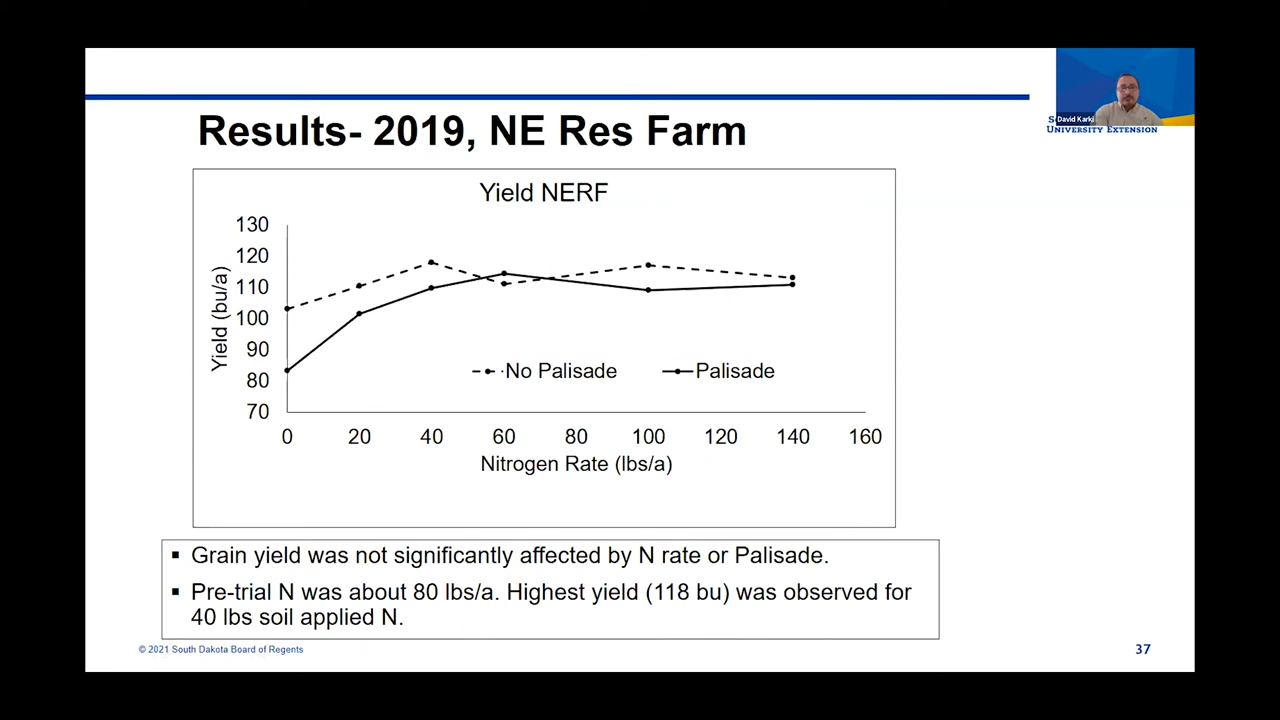 David Karki
UNIVERSITY EXTENSION
Results- 2019, NE Res Farm
Yield NERF
130
120
110
100
90
80
70
Yield (bu/a)
No Palisade
Palisade
0 20 40 60 80 100 120 140 160
Nitrogen Rate (lbs/a)
▪ Grain yield was not significantly affected by N rate or Palisade.
▪ Pre-trial N was about 80 lbs/a. Highest yield (118 bu) was observed for
40 lbs soil applied N.
© 2021 South Dakota Board of Regents
37